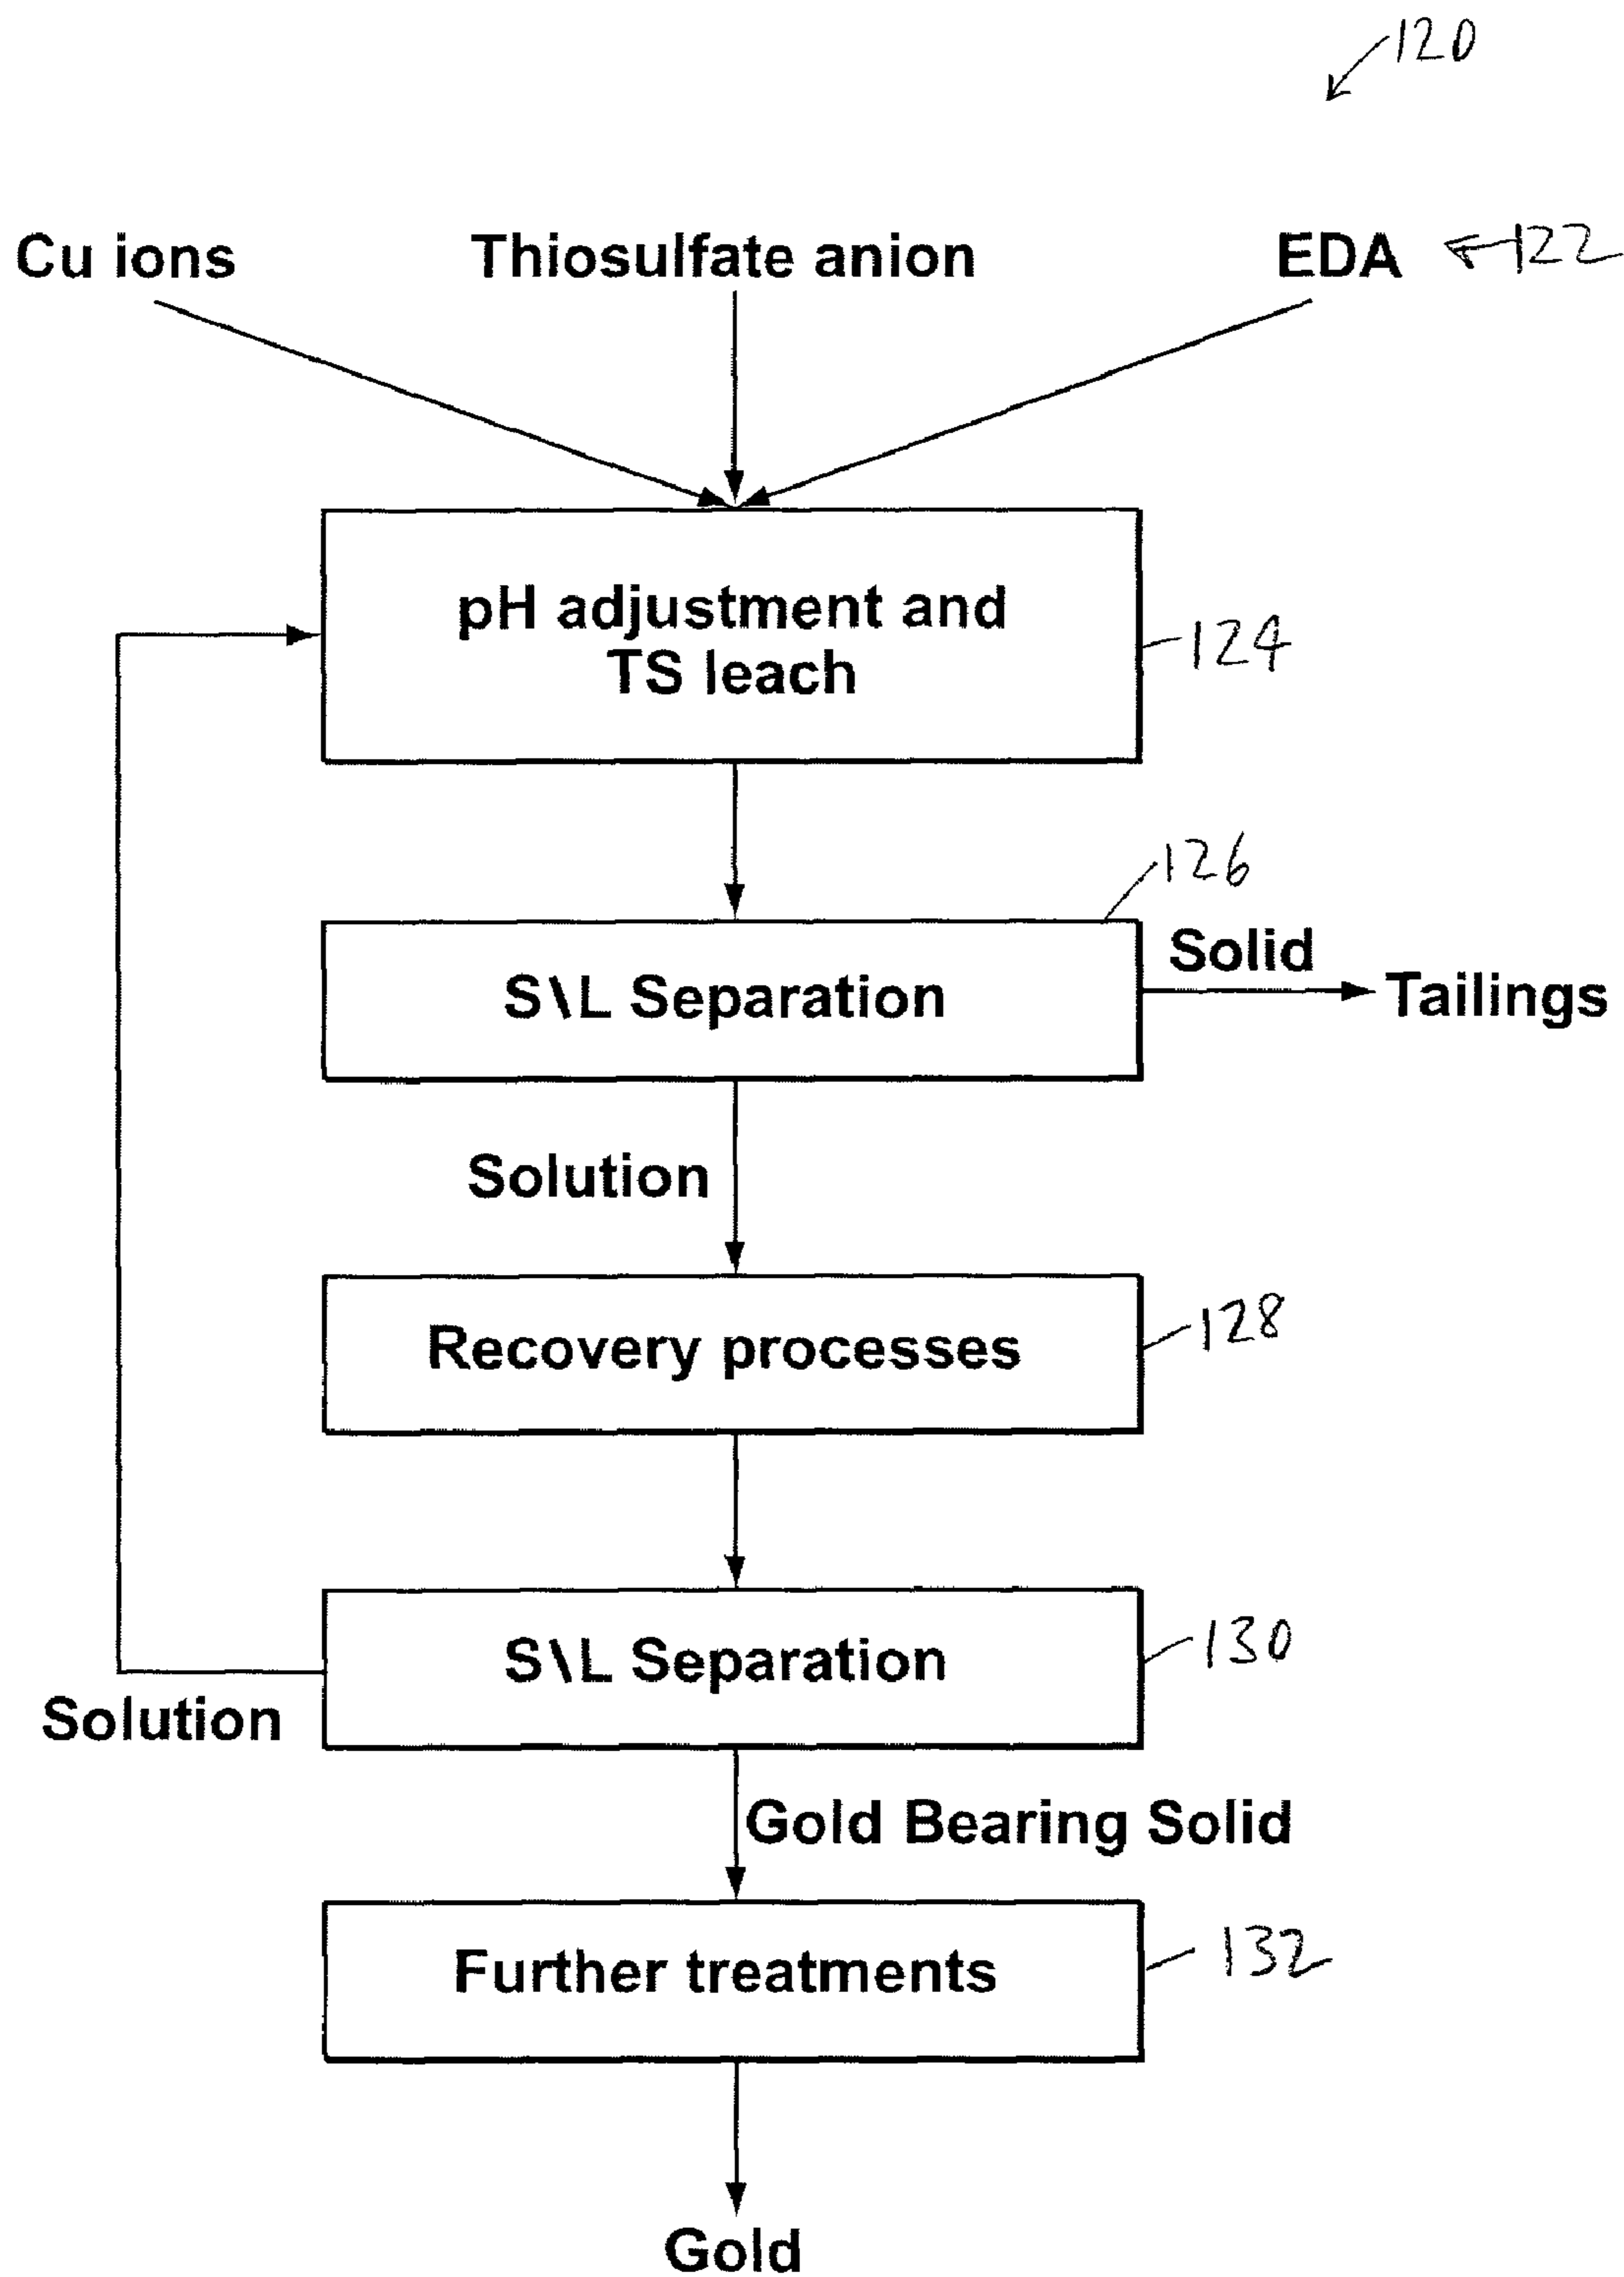 120
Cu ions Thiosulfate anion EDA 122
pH adjustment and
TS leach
124
126
S\L Separation
Solid
Tailings
Solution
Recovery processes
128
S\L Separation
130
Solution
Gold Bearing Solid
Further treatments
132
Gold